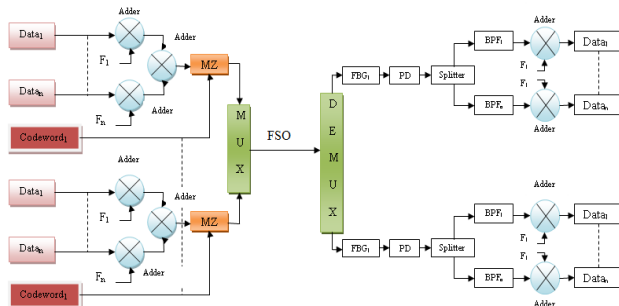 Adder
Data1
F1
Adder
MZ
Datan
Adder
Fn
Codeword1
Adder
Data1
F1
Adder
MZ
Datan
Adder
Fn
Codeword1
M
U
X
FSO
D
E
M
U
X
FBG1
PD
Splitter
BPF1
Adder
Data1
F1
F1
BPFn
Adder
Datan
FBG1
PD
Splitter
BPF1
Adder
Data1
F1
F1
BPFn
Adder
Datan